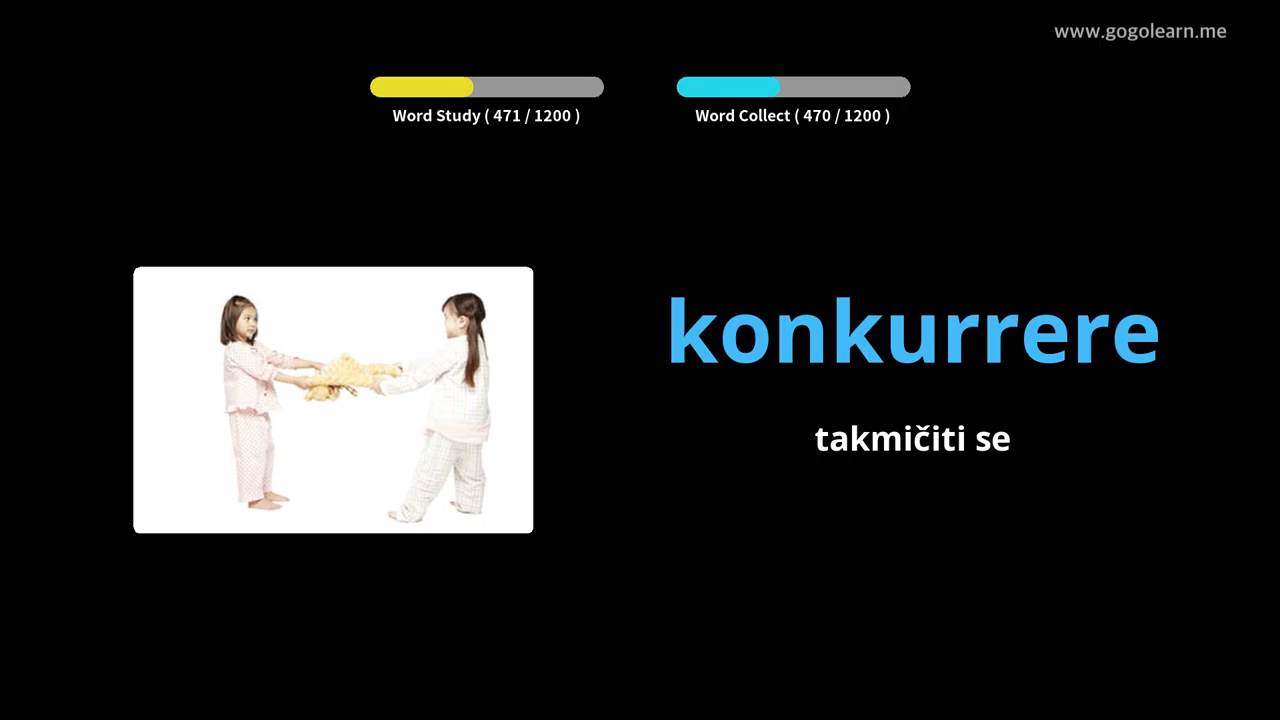 www.gogolearn.me
Word Study ( 471 / 1200 )
Word Collect ( 470 / 1200 )
konkurrere
takmičiti se